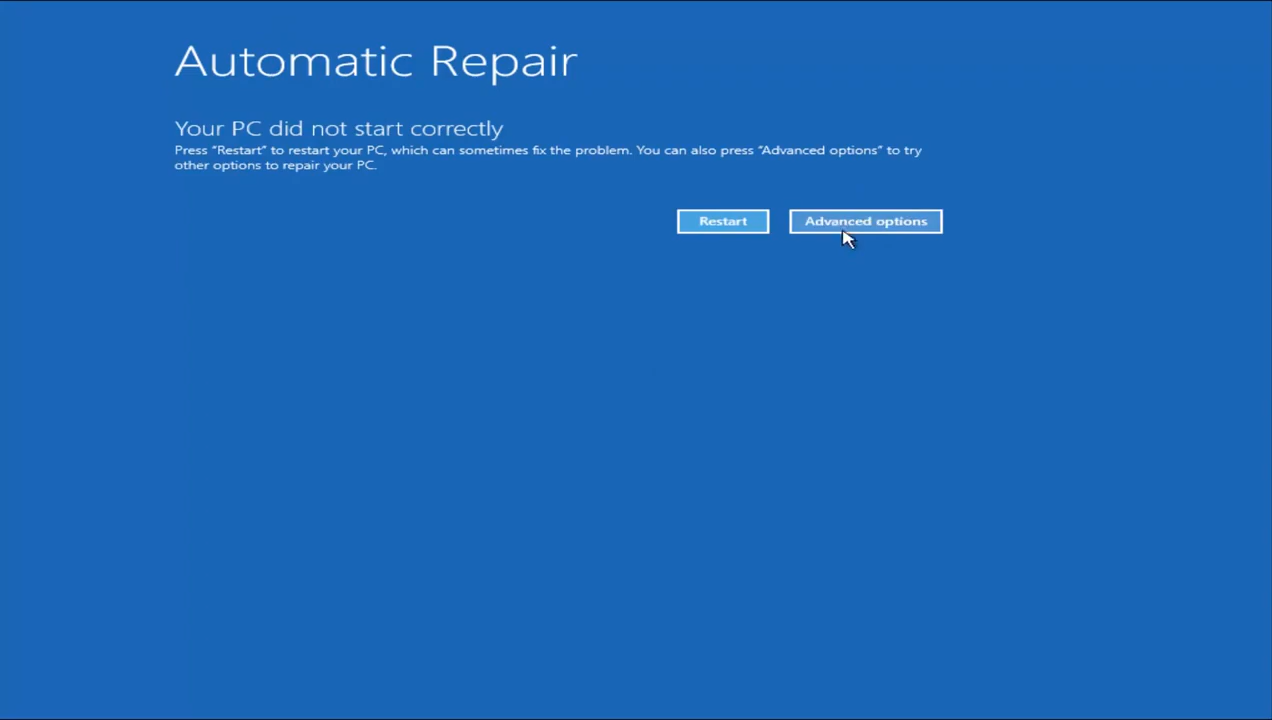 Automatic Repair
Your PC did not start correctly
Press “Restart” to restart your PC, which can sometimes fix the problem. You can also press “Advanced options” to try
other options to repair your PC.
Restart
Advanced options